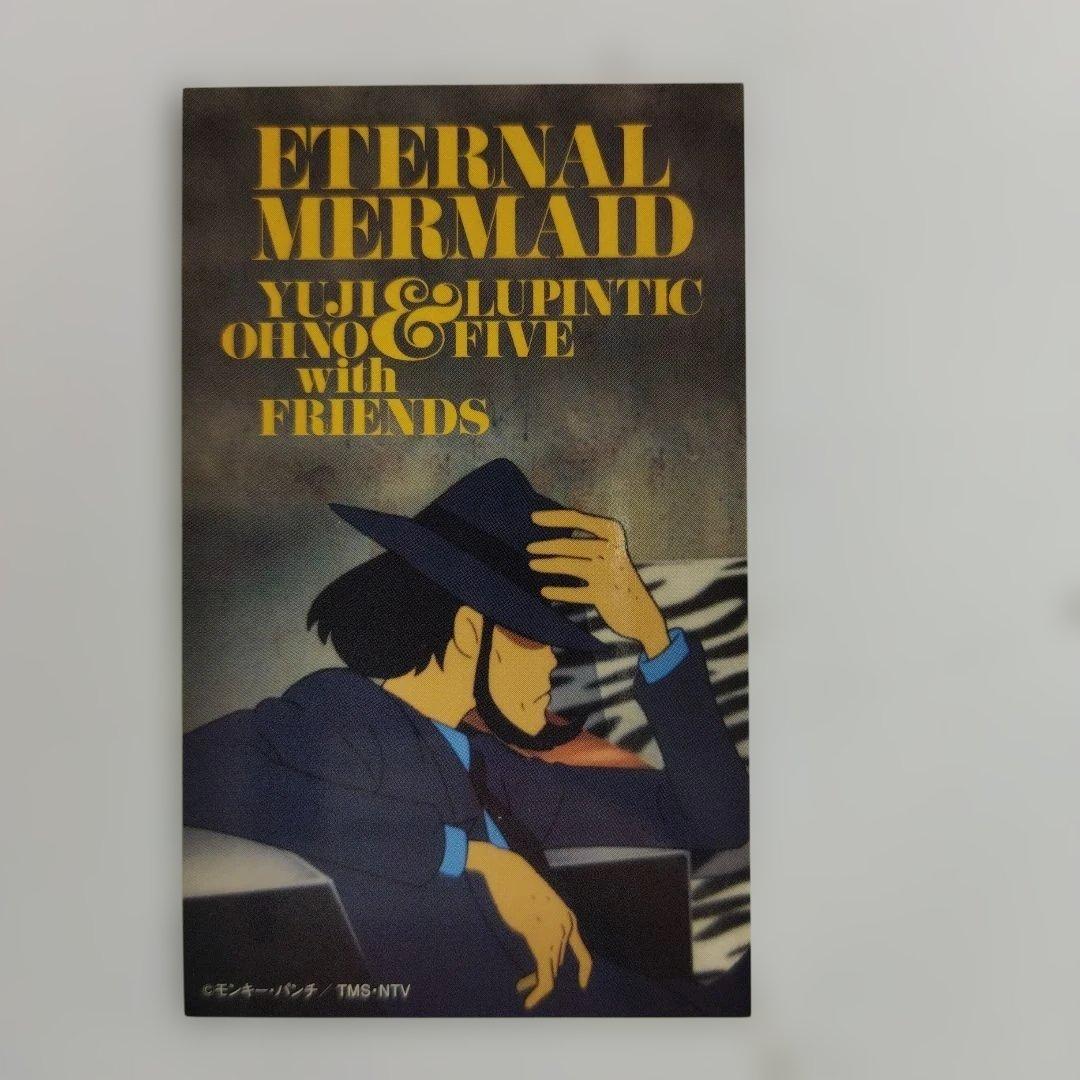 ETERNAL
MERMAID
YUJI & LUPINTIC
OHNO FIVE
with
FRIENDS
©モンキー・パンチ／TMS・NTV